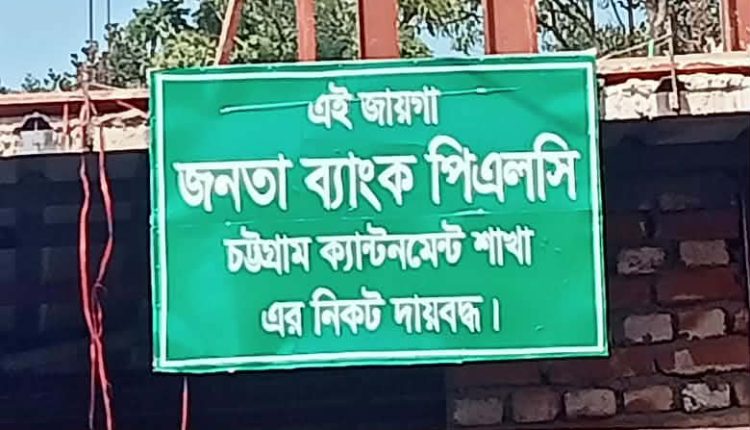 এই জায়গা
জনতা ব্যাংক পিএলসি
চট্টগ্রাম ক্যান্টনমেন্ট শাখা
এর নিকট দায়বদ্ধ।